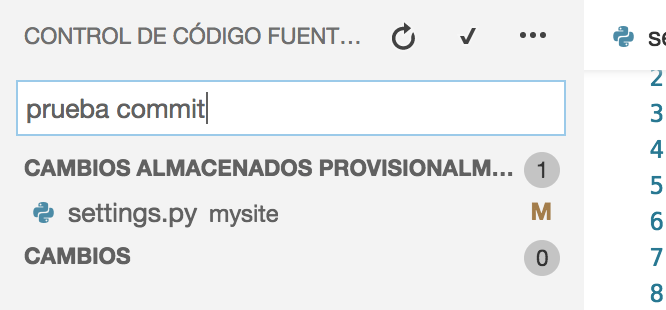 CONTROL DE CÓDIGO FUENT...
prueba commit
CAMBIOS ALMACENADOS PROVISIONALM... 1
settings.py mysite M
CAMBIOS 0
se
2
3
4
5
6
7
8